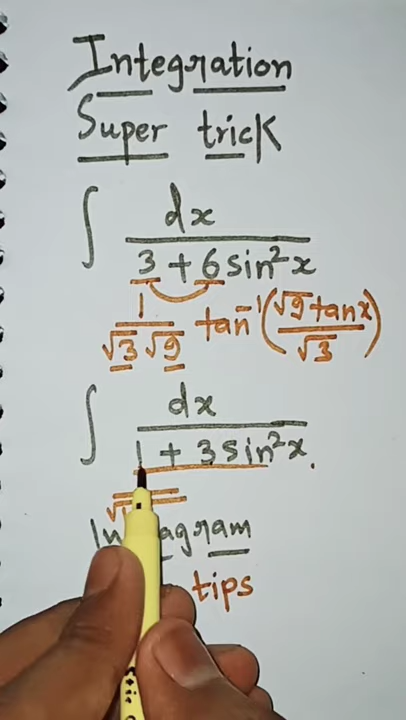 Integration
Super trick
∫ dx / 3 + 6 sin²x
1 / √3 √9 tan⁻¹ (√9 tan x / √3)
∫ dx / 1 + 3 sin²x.
√
tips